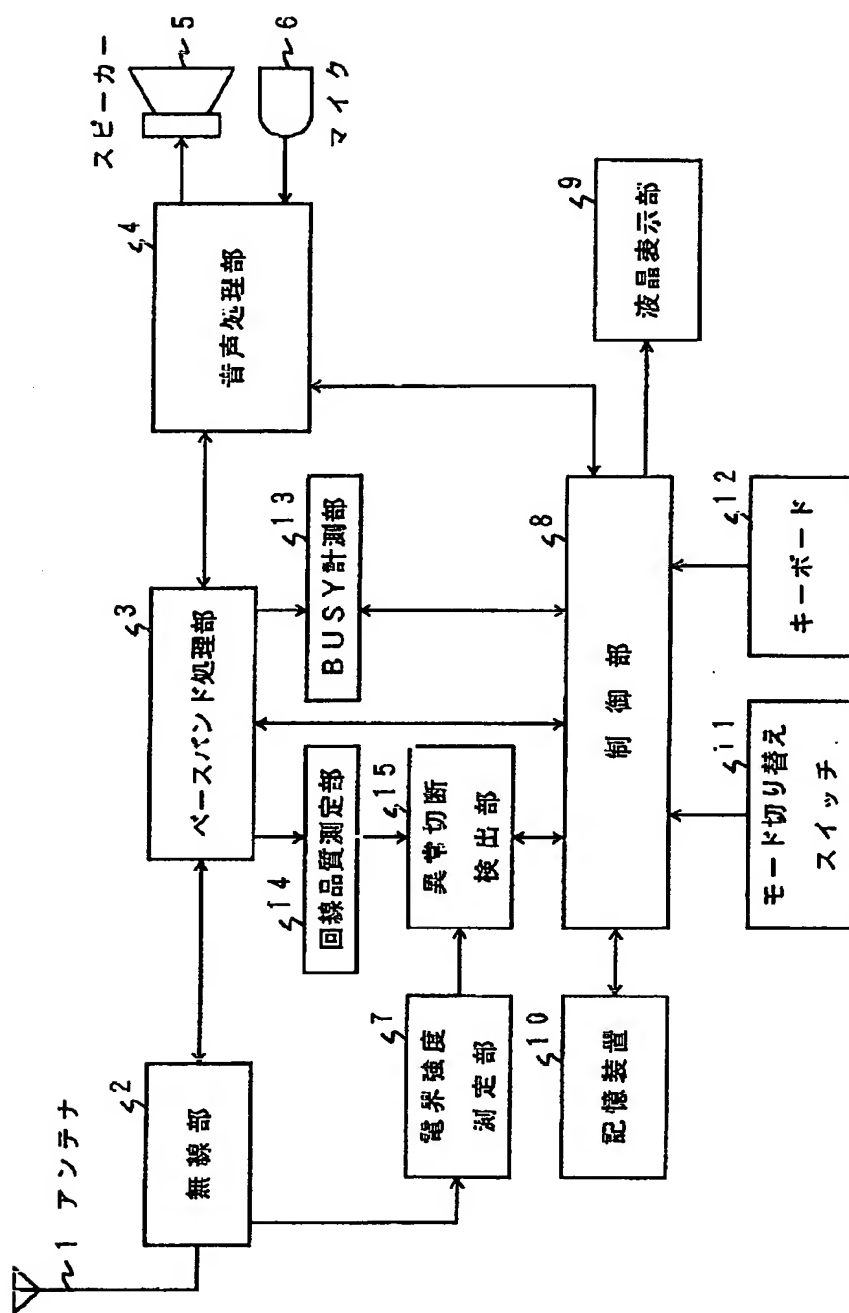 1 アンテナ
2
無線部
3
ベースバンド処理部
4
音声処理部
スピーカー
5
6
マイク
7
電界強度
測定部
14
回線品質測定部
15
異常切断
検出部
13
BUSY計測部
8
制御部
9
液晶表示部
10
記憶装置
11
モード切り替え
スイッチ
12
キーボード